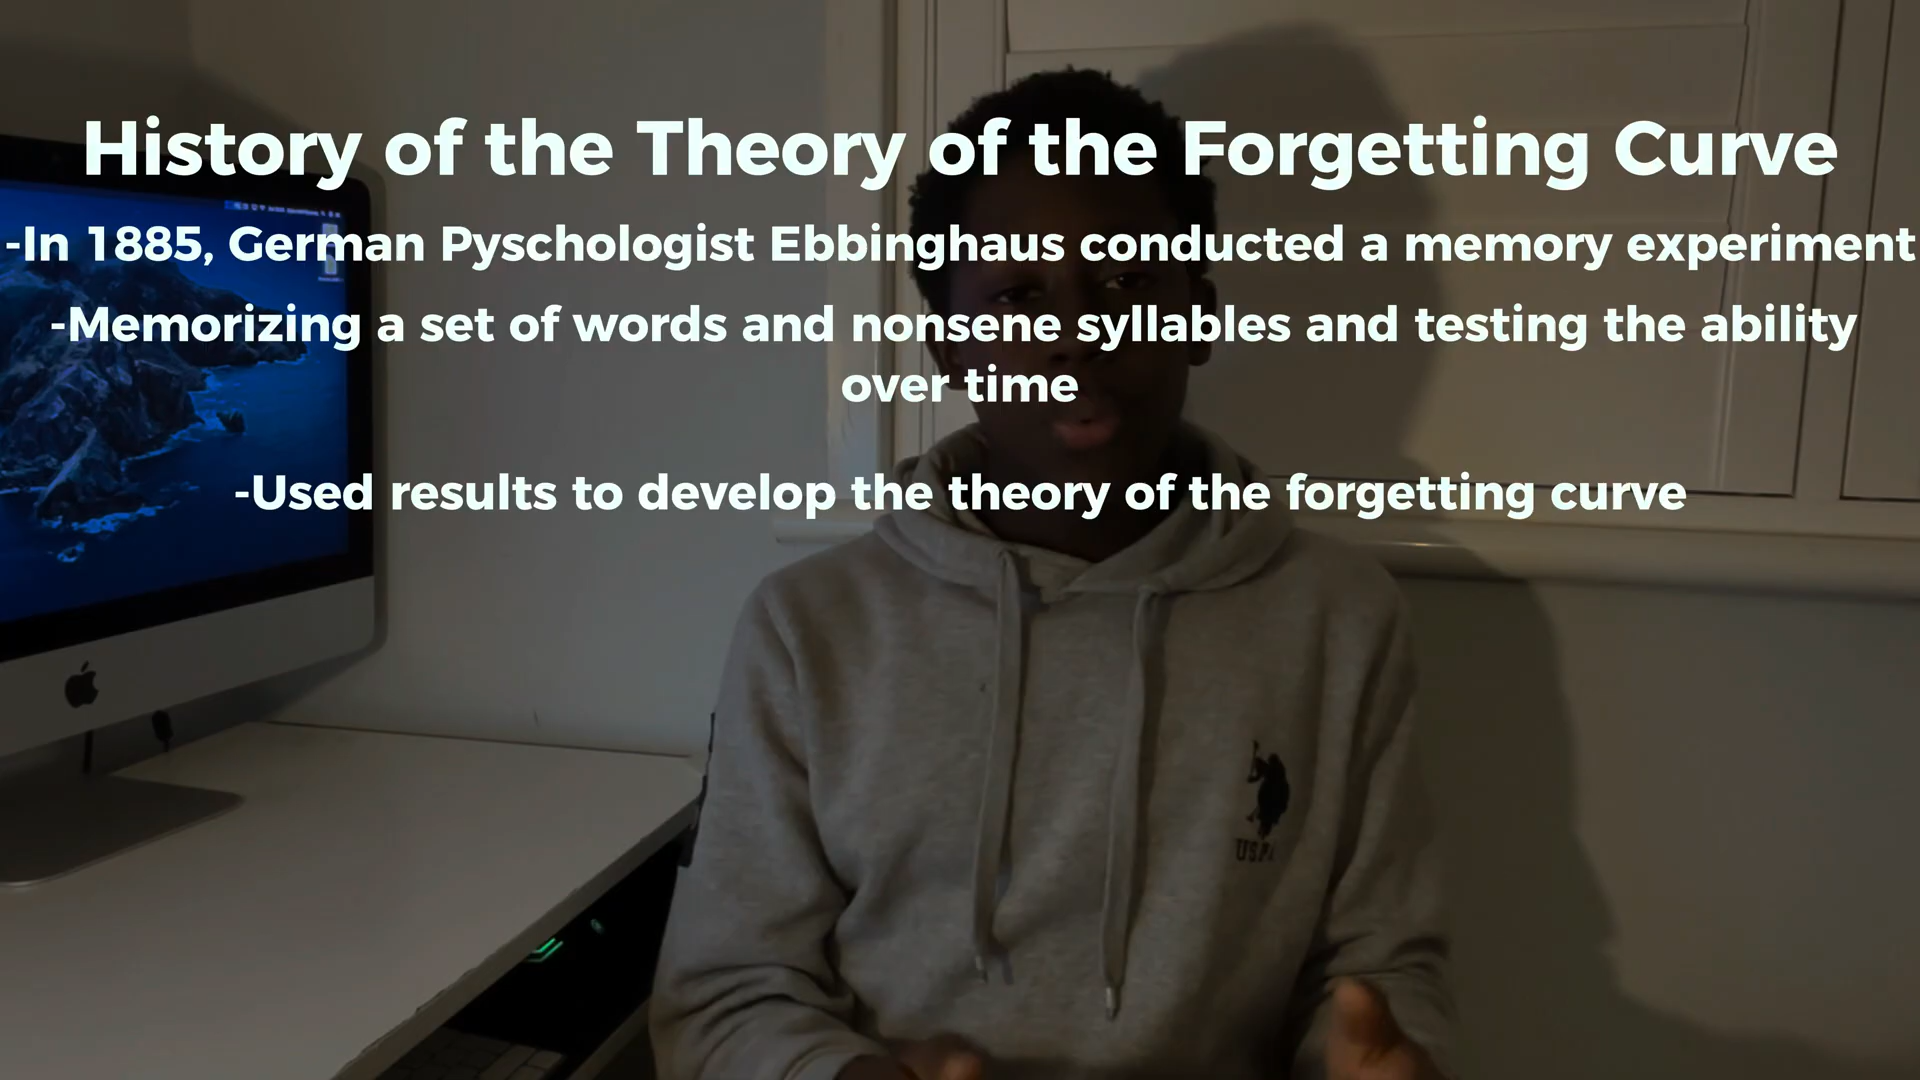 History of the Theory of the Forgetting Curve
-In 1885, German Pyschologist Ebbinghaus conducted a memory experiment
-Memorizing a set of words and nonsene syllables and testing the ability
over time
-Used results to develop the theory of the forgetting curve